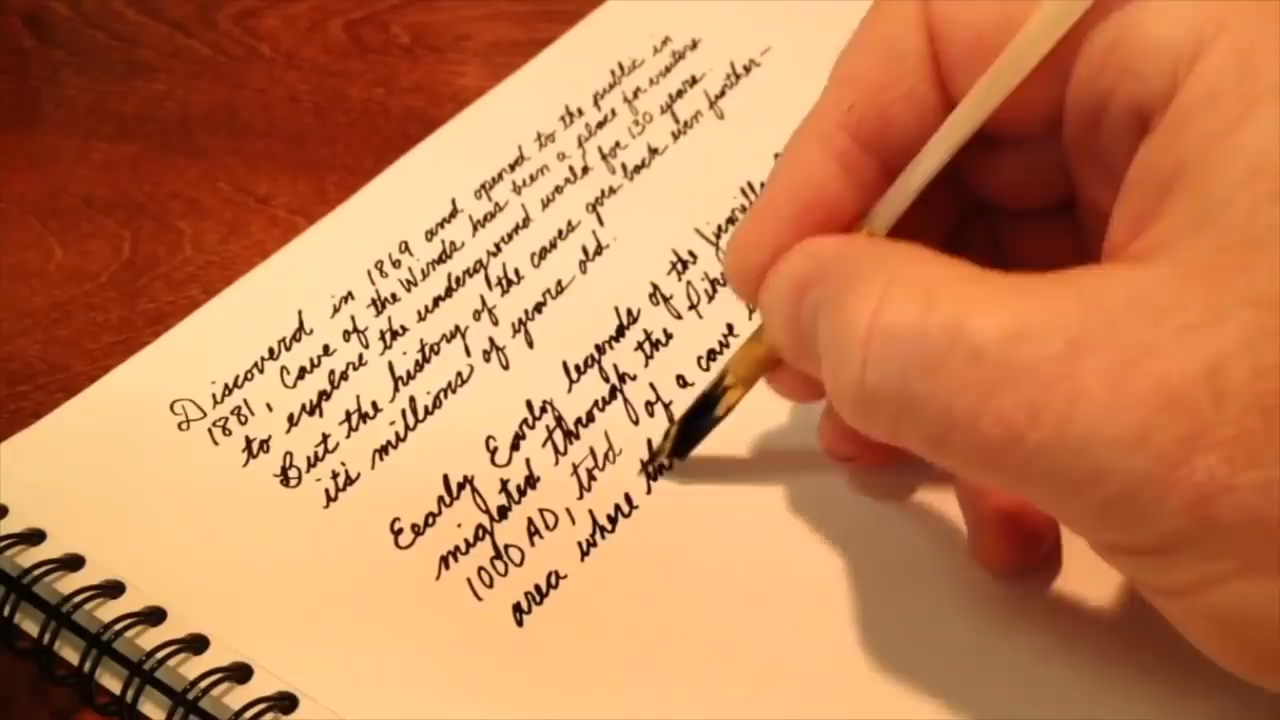 Discoverd in 1869 and opened to the public in
1881, Cave of the Winds has been a place for visitors
to explore the underground world for 130 years.
But the history of the caves goes back even further-
it's millions of years old.
Eearly Early legends of the
migrated through the
1000 AD, told of a cave
area where